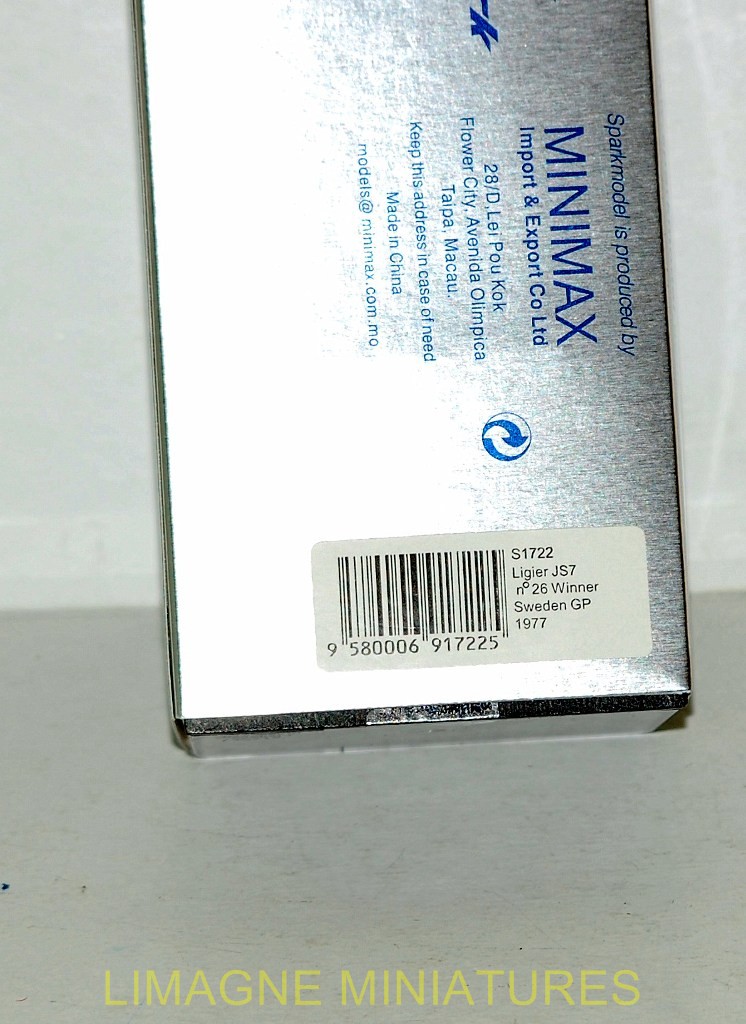 Sparkmodel is produced by
MINIMAX
Import & Export Co Ltd
28/D, Lei Pou Kok
Flower City, Avenida Olimpica
Taipa, Macau.
Keep this address in case of need
Made in China
models@minimax.com.mo
S1722
Ligier JS7
n° 26 Winner
Sweden GP
1977
9 580006 917225
LIMAGNE MINIATURES